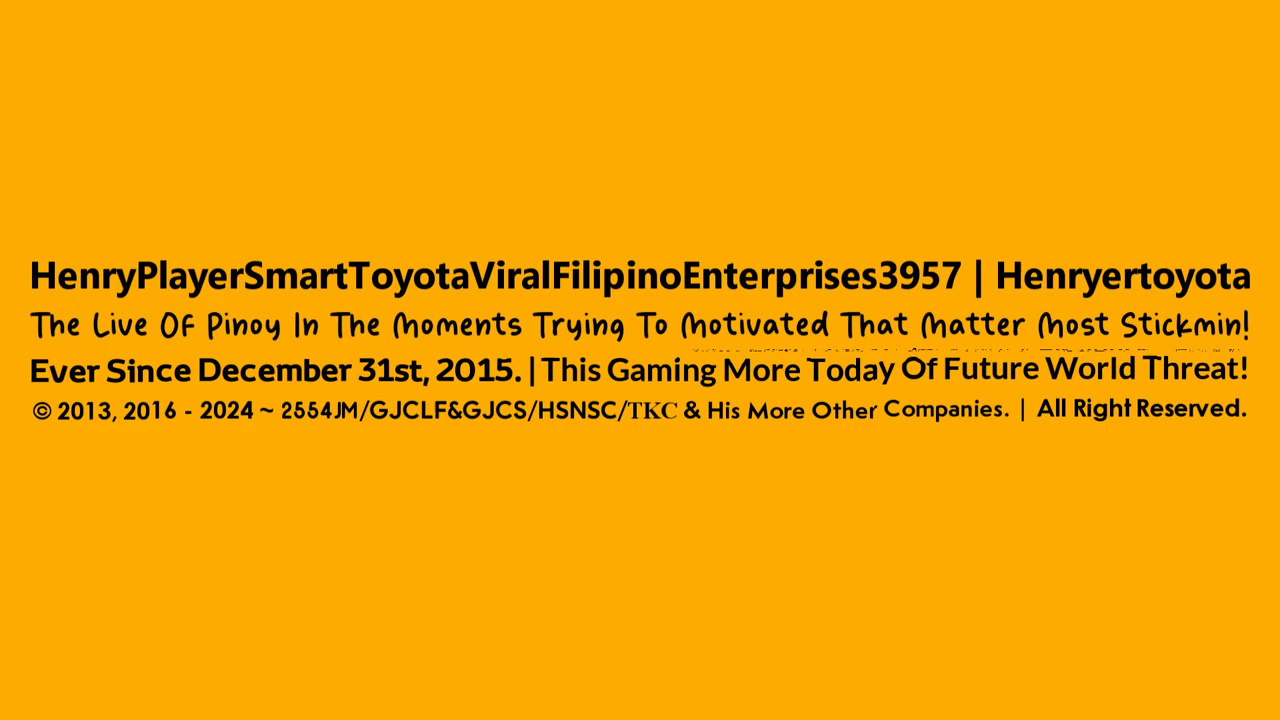 HenryPlayerSmartToyotaViralFilipinoEnterprises3957 | Henryertoyota
The Live Of Pinoy In The Moments Trying To Motivated That Matter Most Stickmin!
Ever Since December 31st, 2015. | This Gaming More Today Of Future World Threat!
© 2013, 2016 - 2024 ~ 2554JM/GJCLF&GJCS/HSNSC/TKC & His More Other Companies. | All Right Reserved.